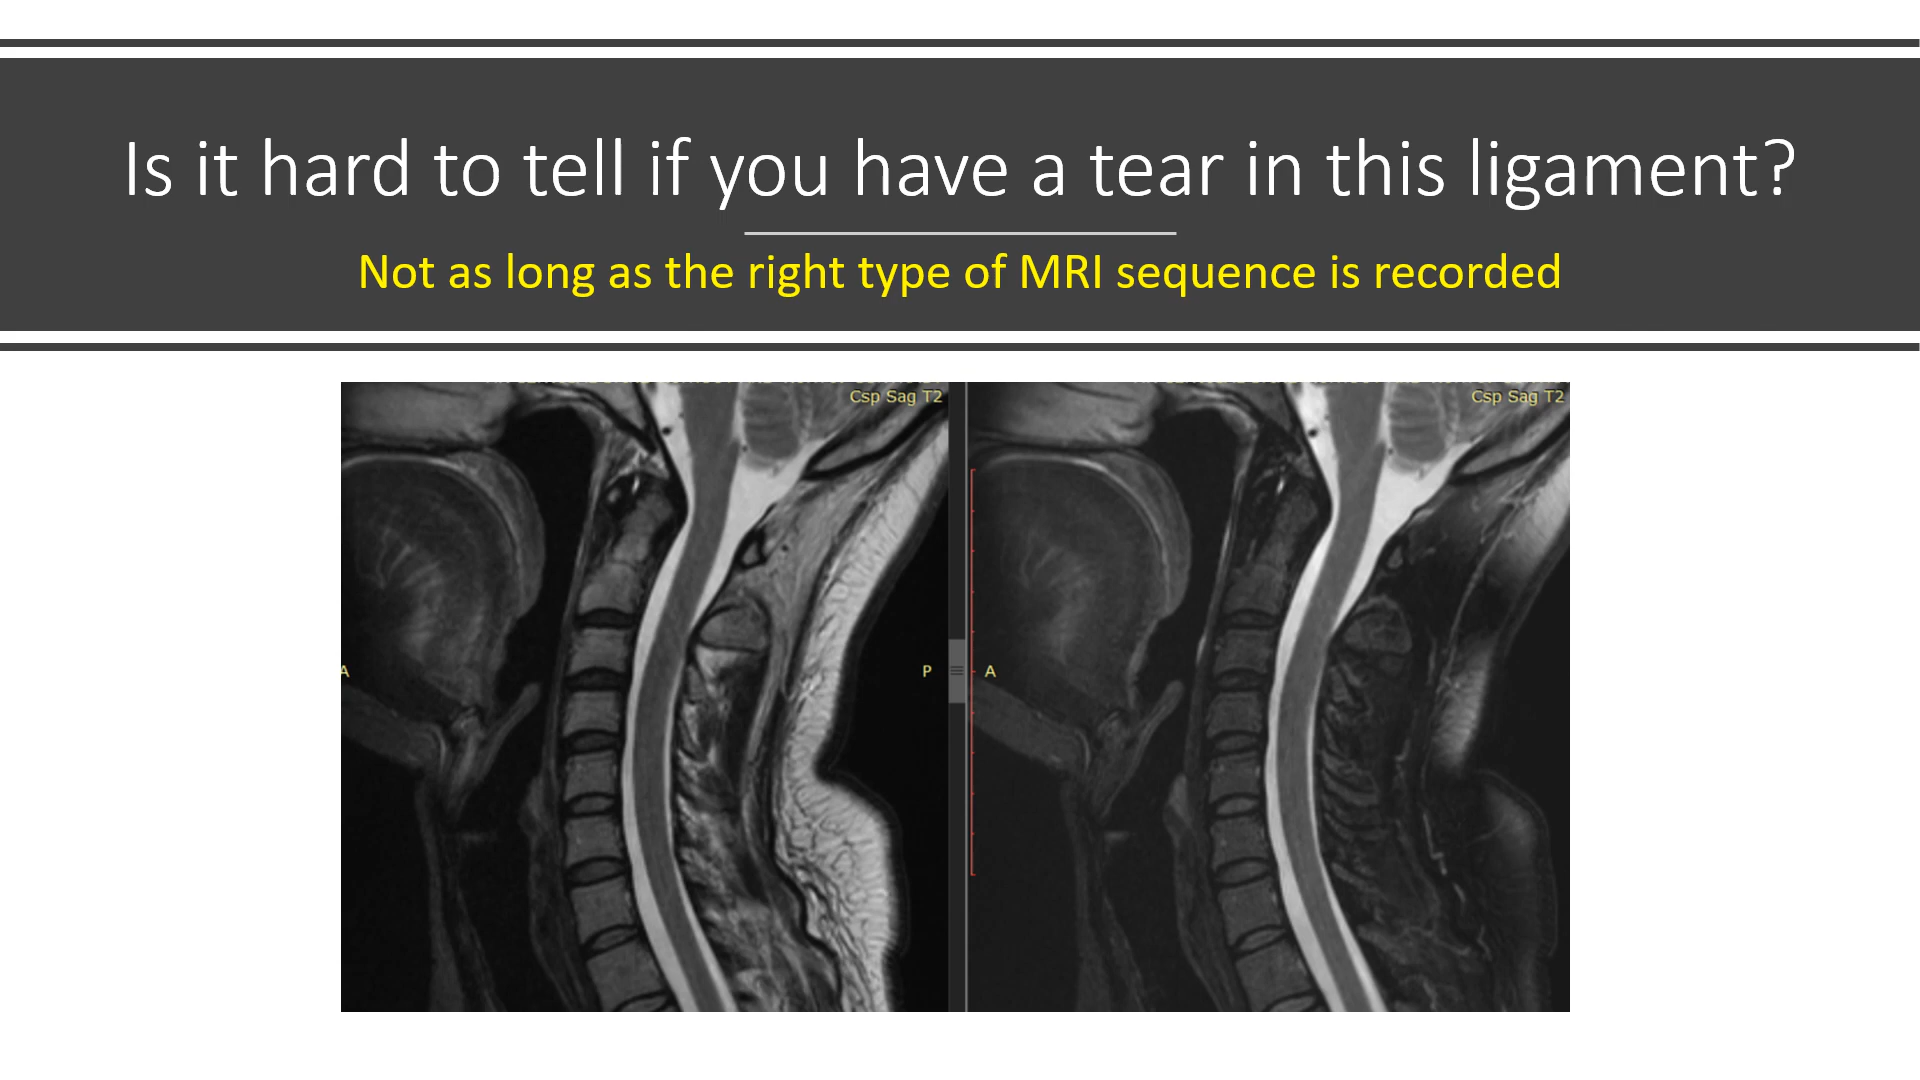 Is it hard to tell if you have a tear in this ligament?
Not as long as the right type of MRI sequence is recorded
Csp Sag T2
Csp Sag T2
A
P
A